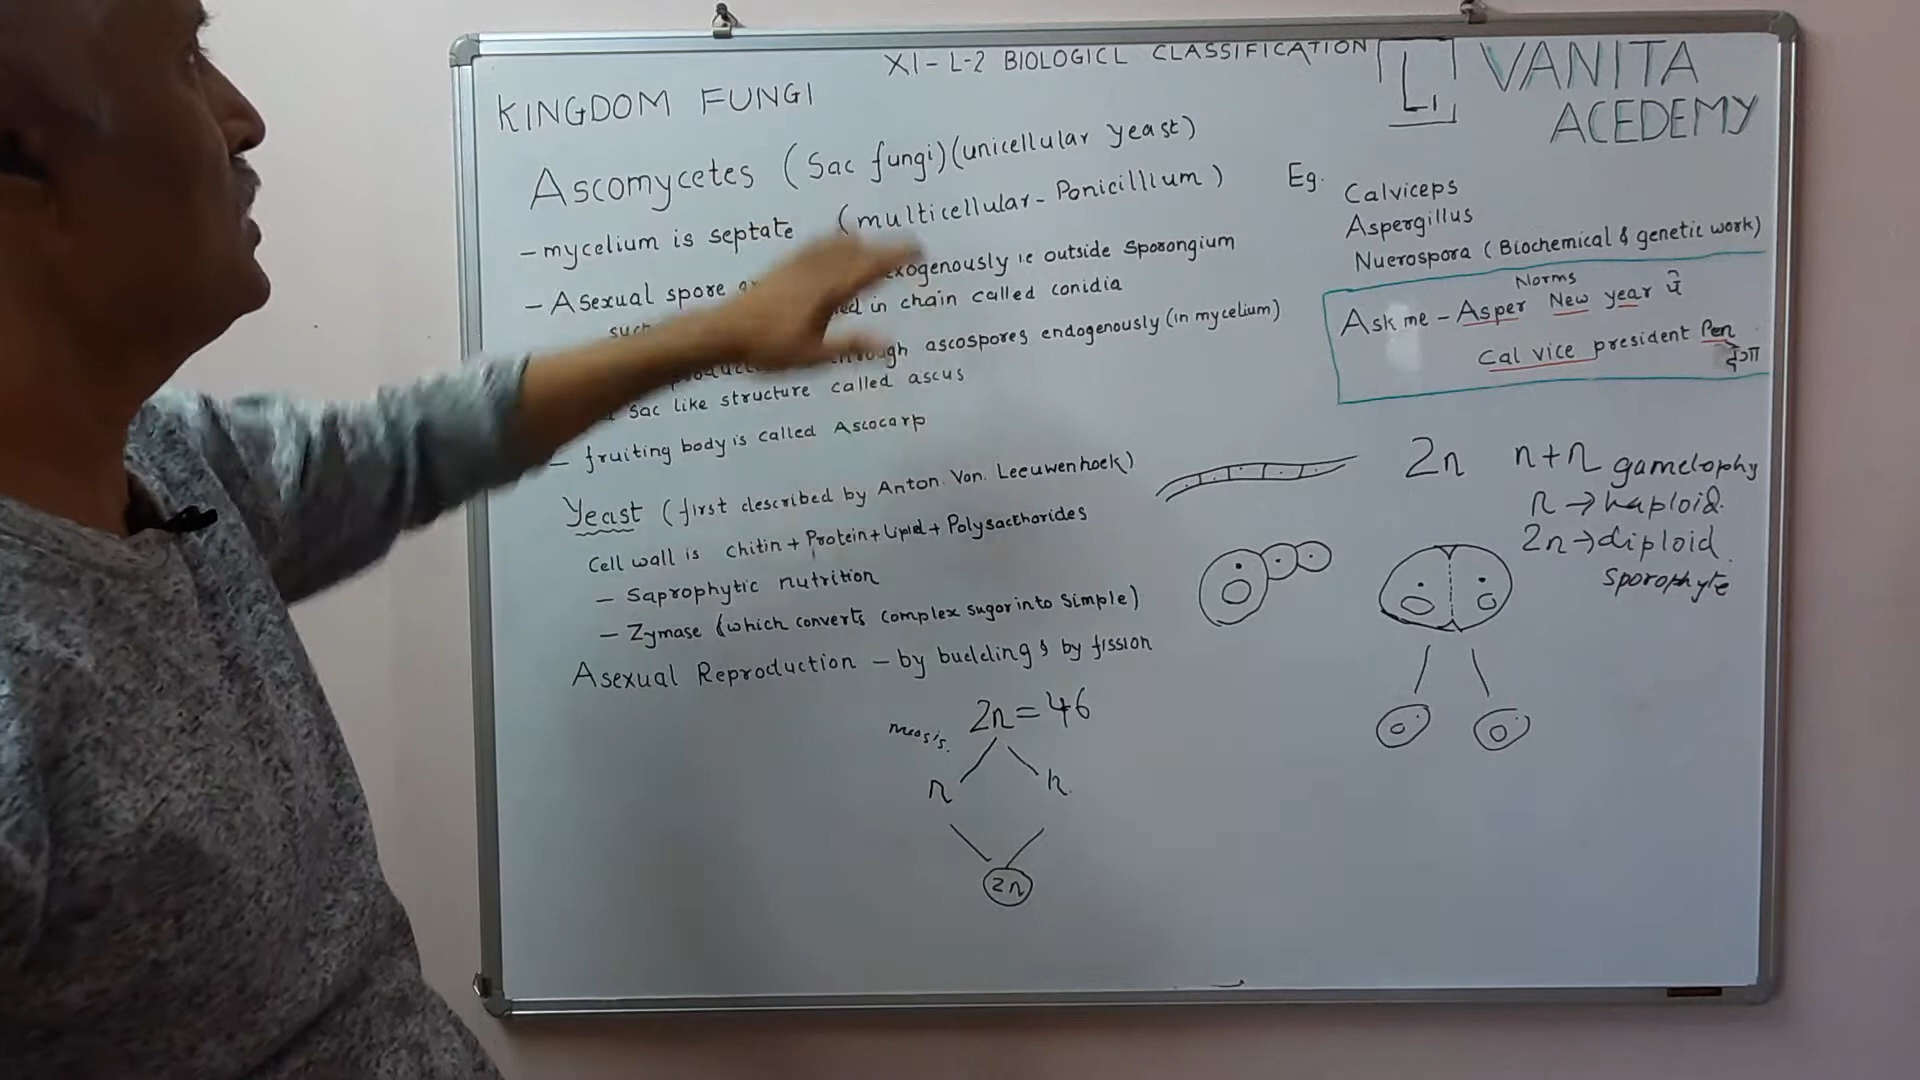 XI - L-2 BIOLOGICL CLASSIFICATION
L1 VANITA
ACEDEMY
KINGDOM FUNGI
Ascomycetes (Sac fungi)(unicellular yeast)
- mycelium is septate (multicellular - Panicillium)
- Asexual spore exogenously i.e outside Sporongium
such in chain called conidia
through ascospores endogenously (in mycelium)
Sac like structure called ascus
- fruiting body is called Ascocarp
Yeast (first described by Anton. Van. Leeuwenhoek)
Cell wall is chitin + Protein + Lipid + Polysacthorides
- Saprophytic nutrition
- Zymase (which converts complex sugar into Simple)
Asexual Reproduction - by budding & by fission
meosis. 2n = 46
n n
2n
Eg. Calviceps
Aspergillus
Nuerospora (Biochemical & genetic work)
Norms
Ask me - Asper New year में
Cal vice president Pen
देगा
2n n+n gametophy
n → haploid.
2n → diploid
sporophyte